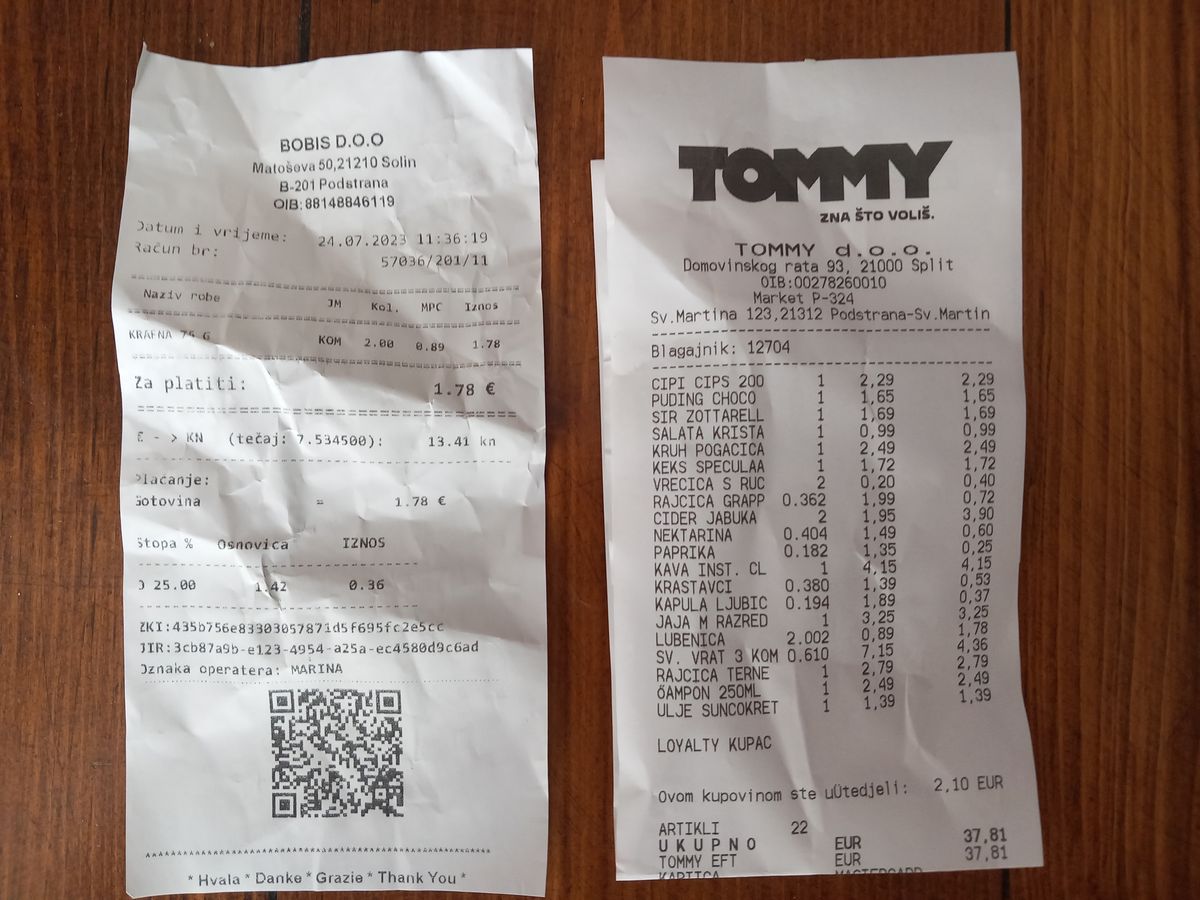 BOBIS D.O.O
Matoševa 50,21210 Solin
B-201 Podstrana
OIB:88148846119
Datum i vrijeme: 24.07.2023 11:36:19
Račun br: 57036/201/11
Naziv robe JM Kol. MPC Iznos
KRAFNA 75 G KOM 2.00 0.89 1.78
Za platiti: 1.78 €
€ -> KN (tečaj: 7.534500): 13.41 kn
Plaćanje:
Gotovina = 1.78 €
Stopa % Osnovica IZNOS
O 25.00 1.42 0.36
ZKI:435b756e83303057871d5f695fc2e5cc
JIR:3cb87a9b-e123-4954-a25a-ec4580d9c6ad
Oznaka operatera: MARINA
* Hvala * Danke * Grazie * Thank You *
TOMMY
ZNA ŠTO VOLIŠ.
TOMMY d.o.o.
Domovinskog rata 93, 21000 Split
OIB:00278260010
Market P-324
Sv.Martina 123,21312 Podstrana-Sv.Martin
Blagajnik: 12704
CIPI CIPS 200 1 2,29 2,29
PUDING CHOCO 1 1,65 1,65
SIR ZOTTARELL 1 1,69 1,69
SALATA KRISTA 1 0,99 0,99
KRUH POGACICA 1 2,49 2,49
KEKS SPECULAA 1 1,72 1,72
VRECICA S RUC 2 0,20 0,40
RAJCICA GRAPP 0.362 1,99 0,72
CIDER JABUKA 2 1,95 3,90
NEKTARINA 0.404 1,49 0,60
PAPRIKA 0.182 1,35 0,25
KAVA INST. CL 1 4,15 4,15
KRASTAVCI 0.380 1,39 0,53
KAPULA LJUBIC 0.194 1,89 0,37
JAJA M RAZRED 1 3,25 3,25
LUBENICA 2.002 0,89 1,78
SV. VRAT 3 KOM 0.610 7,15 4,36
RAJCICA TERNE 1 2,79 2,79
ŐAMPON 250ML 1 2,49 2,49
ULJE SUNCOKRET 1 1,39 1,39
LOYALTY KUPAC
Ovom kupovinom ste uÜtedjeli: 2,10 EUR
ARTIKLI 22
U K U P N O EUR 37,81
TOMMY EFT EUR 37,81